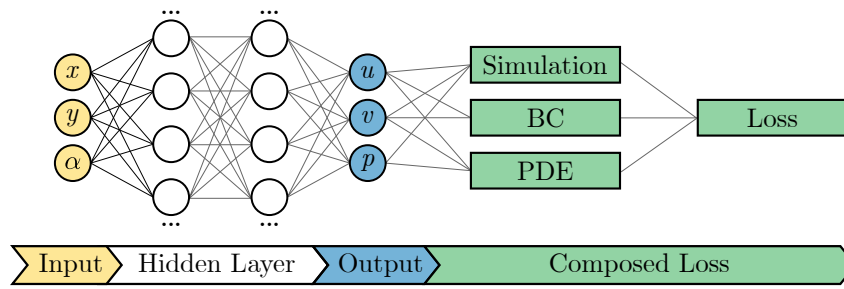 ... ...
x
y
α
u
v
p
Simulation
BC
PDE
Loss
... ...
Input Hidden Layer Output Composed Loss